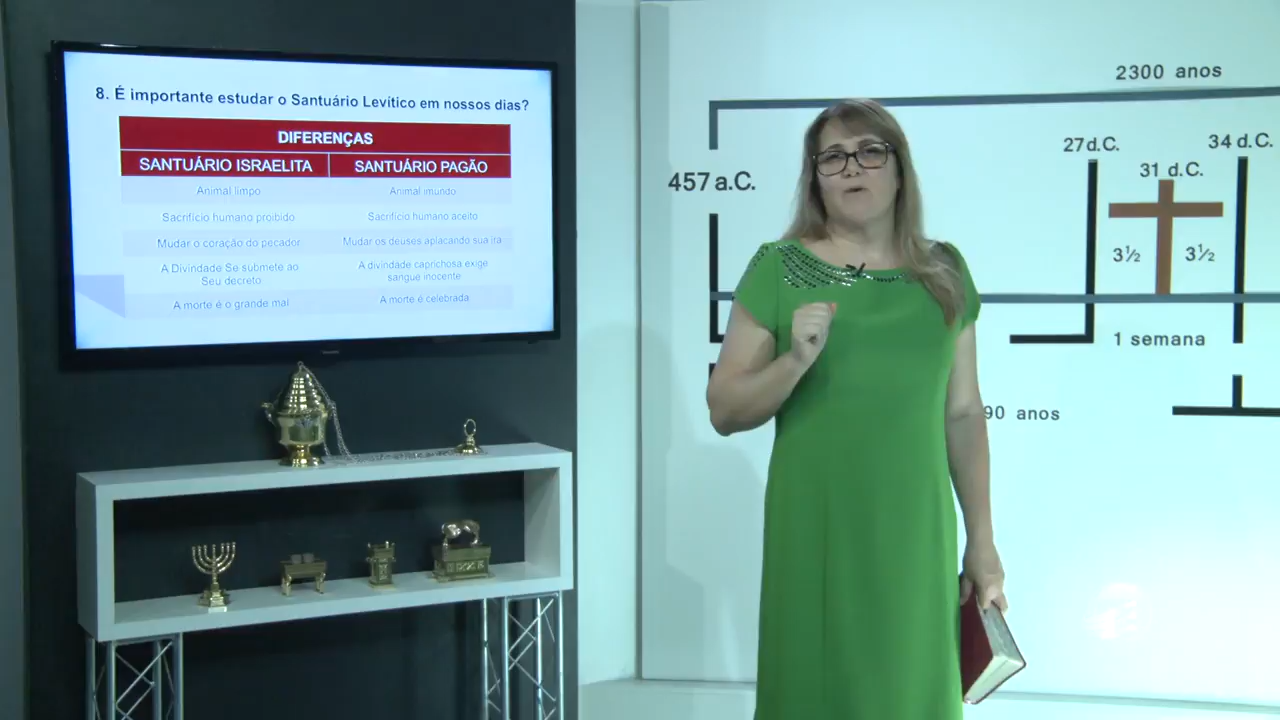 8. É importante estudar o Santuário Levítico em nossos dias?
DIFERENÇAS
SANTUÁRIO ISRAELITA SANTUÁRIO PAGÃO
Animal limpo Animal imundo
Sacrifício humano proibido Sacrifício humano aceito
Mudar o coração do pecador Mudar os deuses aplacando sua ira
A Divindade Se submete ao
Seu decreto
A divindade caprichosa exige
sangue inocente
A morte é o grande mal A morte é celebrada
2300 anos
457 a.C.
27 d.C.
31 d.C.
34 d.C.
3½ 3½
1 semana
90 anos